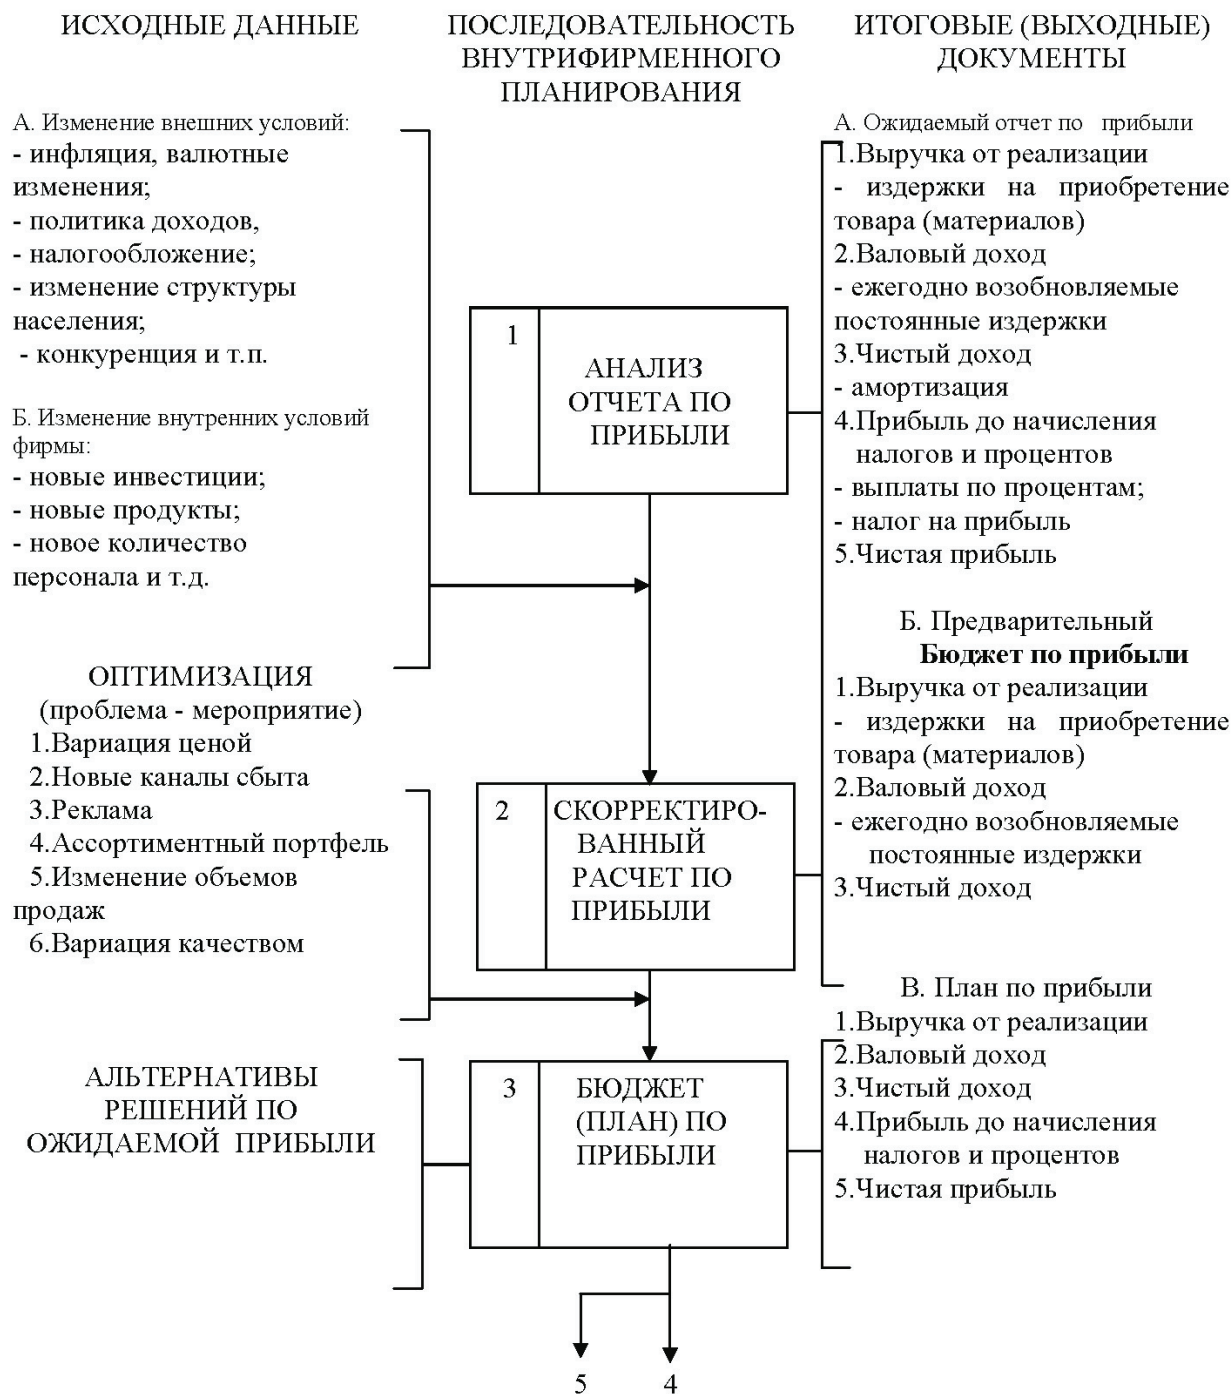 ИСХОДНЫЕ ДАННЫЕ
А. Изменение внешних условий:
- инфляция, валютные
изменения;
- политика доходов,
- налогообложение;
- изменение структуры
населения;
- конкуренция и т.п.
Б. Изменение внутренних условий
фирмы:
- новые инвестиции;
- новые продукты;
- новое количество
персонала и т.д.
ОПТИМИЗАЦИЯ
(проблема - мероприятие)
1.Вариация ценой
2.Новые каналы сбыта
3.Реклама
4.Ассортиментный портфель
5.Изменение объемов
продаж
6.Вариация качеством
АЛЬТЕРНАТИВЫ
РЕШЕНИЙ ПО
ОЖИДАЕМОЙ ПРИБЫЛИ
ПОСЛЕДОВАТЕЛЬНОСТЬ
ВНУТРИФИРМЕННОГО
ПЛАНИРОВАНИЯ
1
АНАЛИЗ
ОТЧЕТА ПО
ПРИБЫЛИ
2
СКОРРЕКТИРО-
ВАННЫЙ
РАСЧЕТ ПО
ПРИБЫЛИ
3
БЮДЖЕТ
(ПЛАН) ПО
ПРИБЫЛИ
5
4
ИТОГОВЫЕ (ВЫХОДНЫЕ)
ДОКУМЕНТЫ
А. Ожидаемый отчет по прибыли
1.Выручка от реализации
- издержки на приобретение
товара (материалов)
2.Валовый доход
- ежегодно возобновляемые
постоянные издержки
3.Чистый доход
- амортизация
4.Прибыль до начисления
налогов и процентов
- выплаты по процентам;
- налог на прибыль
5.Чистая прибыль
Б. Предварительный
Бюджет по прибыли
1.Выручка от реализации
- издержки на приобретение
товара (материалов)
2.Валовый доход
- ежегодно возобновляемые
постоянные издержки
3.Чистый доход
В. План по прибыли
1.Выручка от реализации
2.Валовый доход
3.Чистый доход
4.Прибыль до начисления
налогов и процентов
5.Чистая прибыль